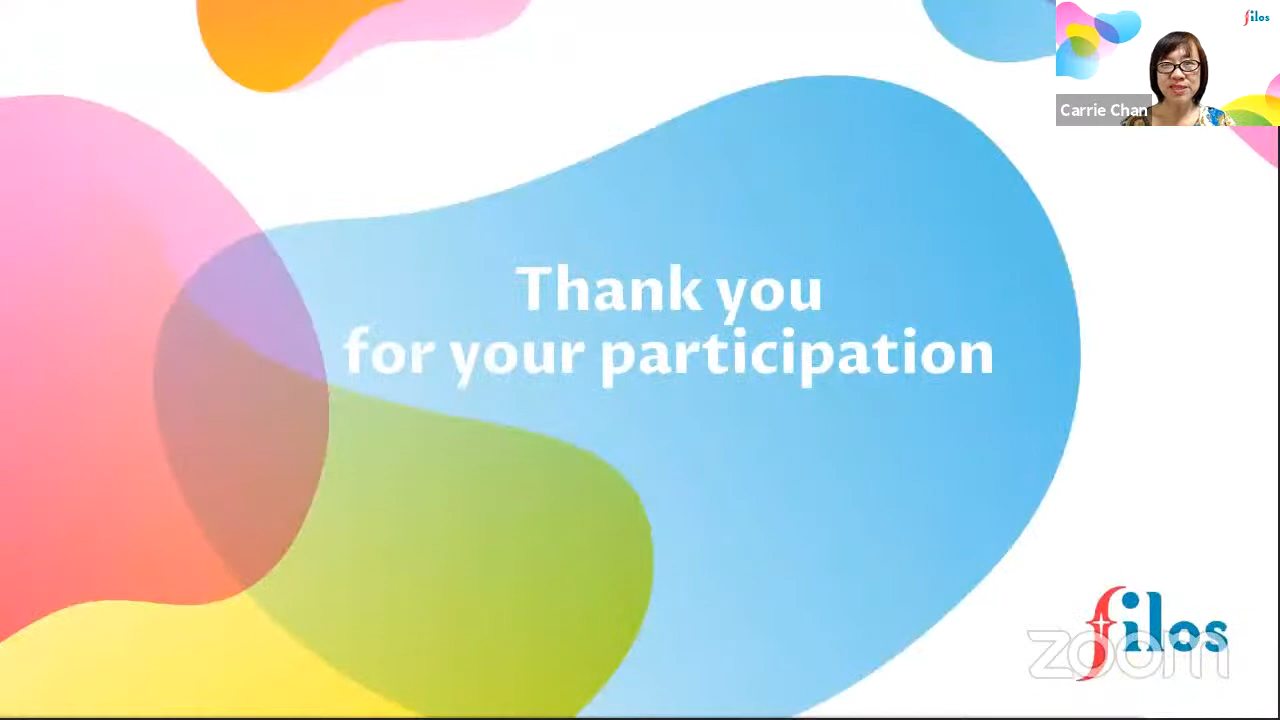 filos
Carrie Chan
Thank you
for your participation
filos
zoom